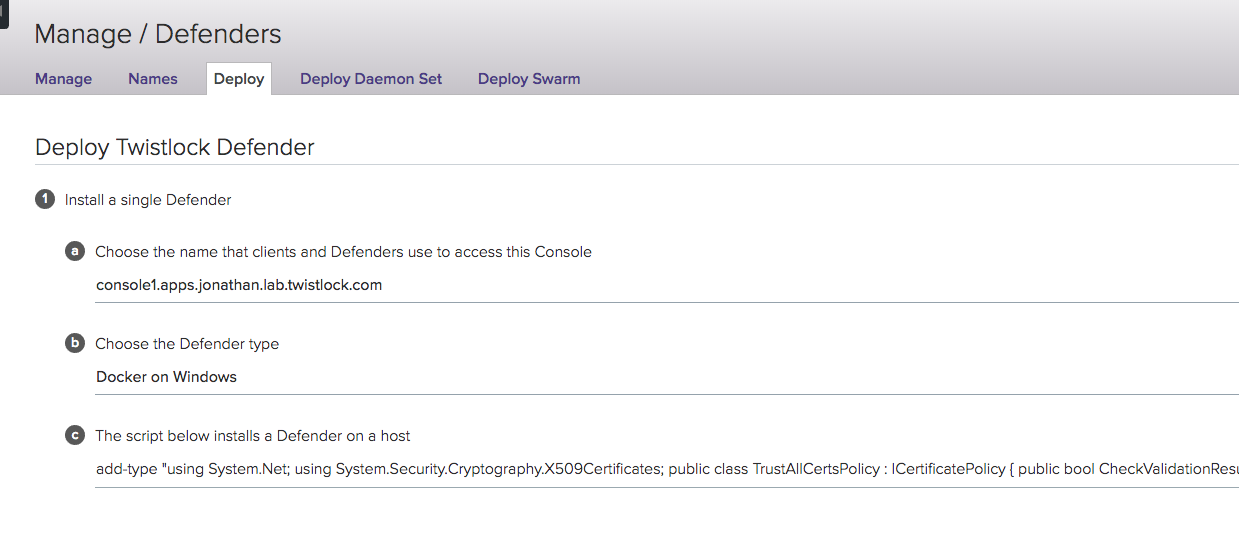 Manage / Defenders
Manage Names Deploy Deploy Daemon Set Deploy Swarm
Deploy Twistlock Defender
1 Install a single Defender
a Choose the name that clients and Defenders use to access this Console
console1.apps.jonathan.lab.twistlock.com
b Choose the Defender type
Docker on Windows
c The script below installs a Defender on a host
add-type "using System.Net; using System.Security.Cryptography.X509Certificates; public class TrustAllCertsPolicy : ICertificatePolicy { public bool CheckValidationResu